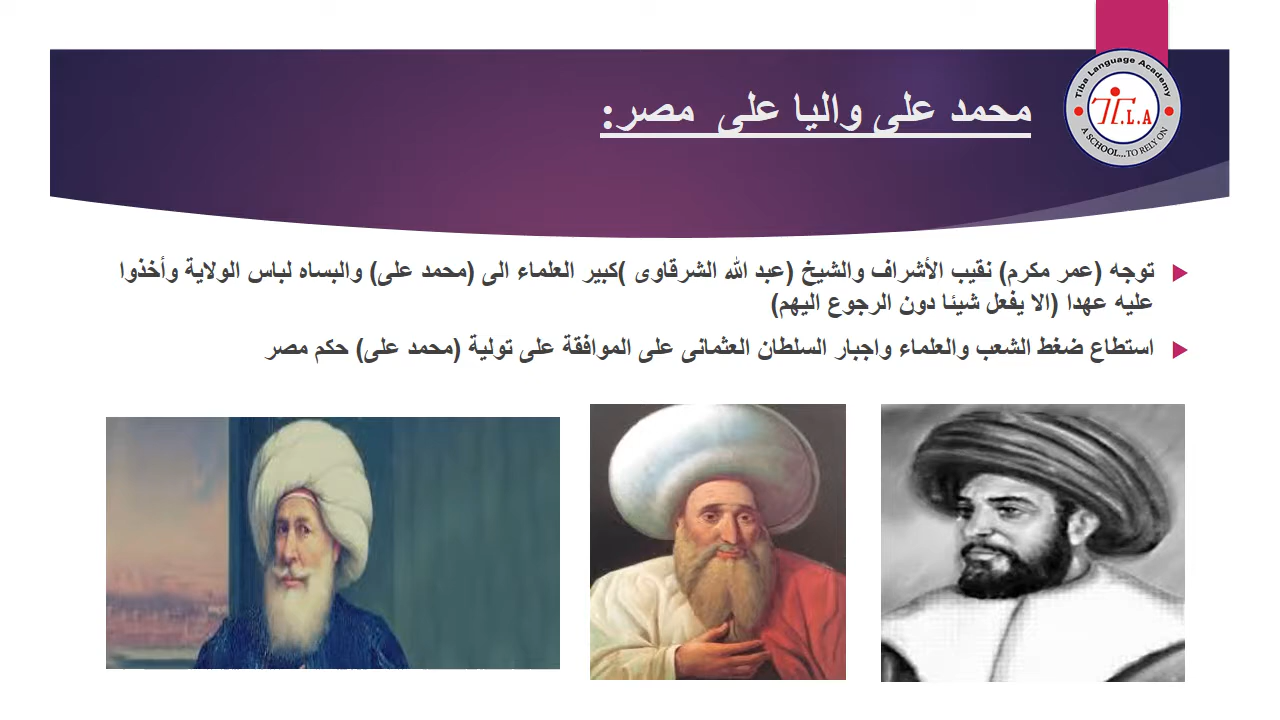 محمد على واليا على مصر:
Tiba Language Academy
T.L.A
A SCHOOL...TO RELY ON
توجه (عمر مكرم) نقيب الأشراف والشيخ (عبد الله الشرقاوى )كبير العلماء الى (محمد على) والبساه لباس الولاية وأخذوا
عليه عهدا (الا يفعل شيئا دون الرجوع اليهم)
استطاع ضغط الشعب والعلماء واجبار السلطان العثمانى على الموافقة على تولية (محمد على) حكم مصر